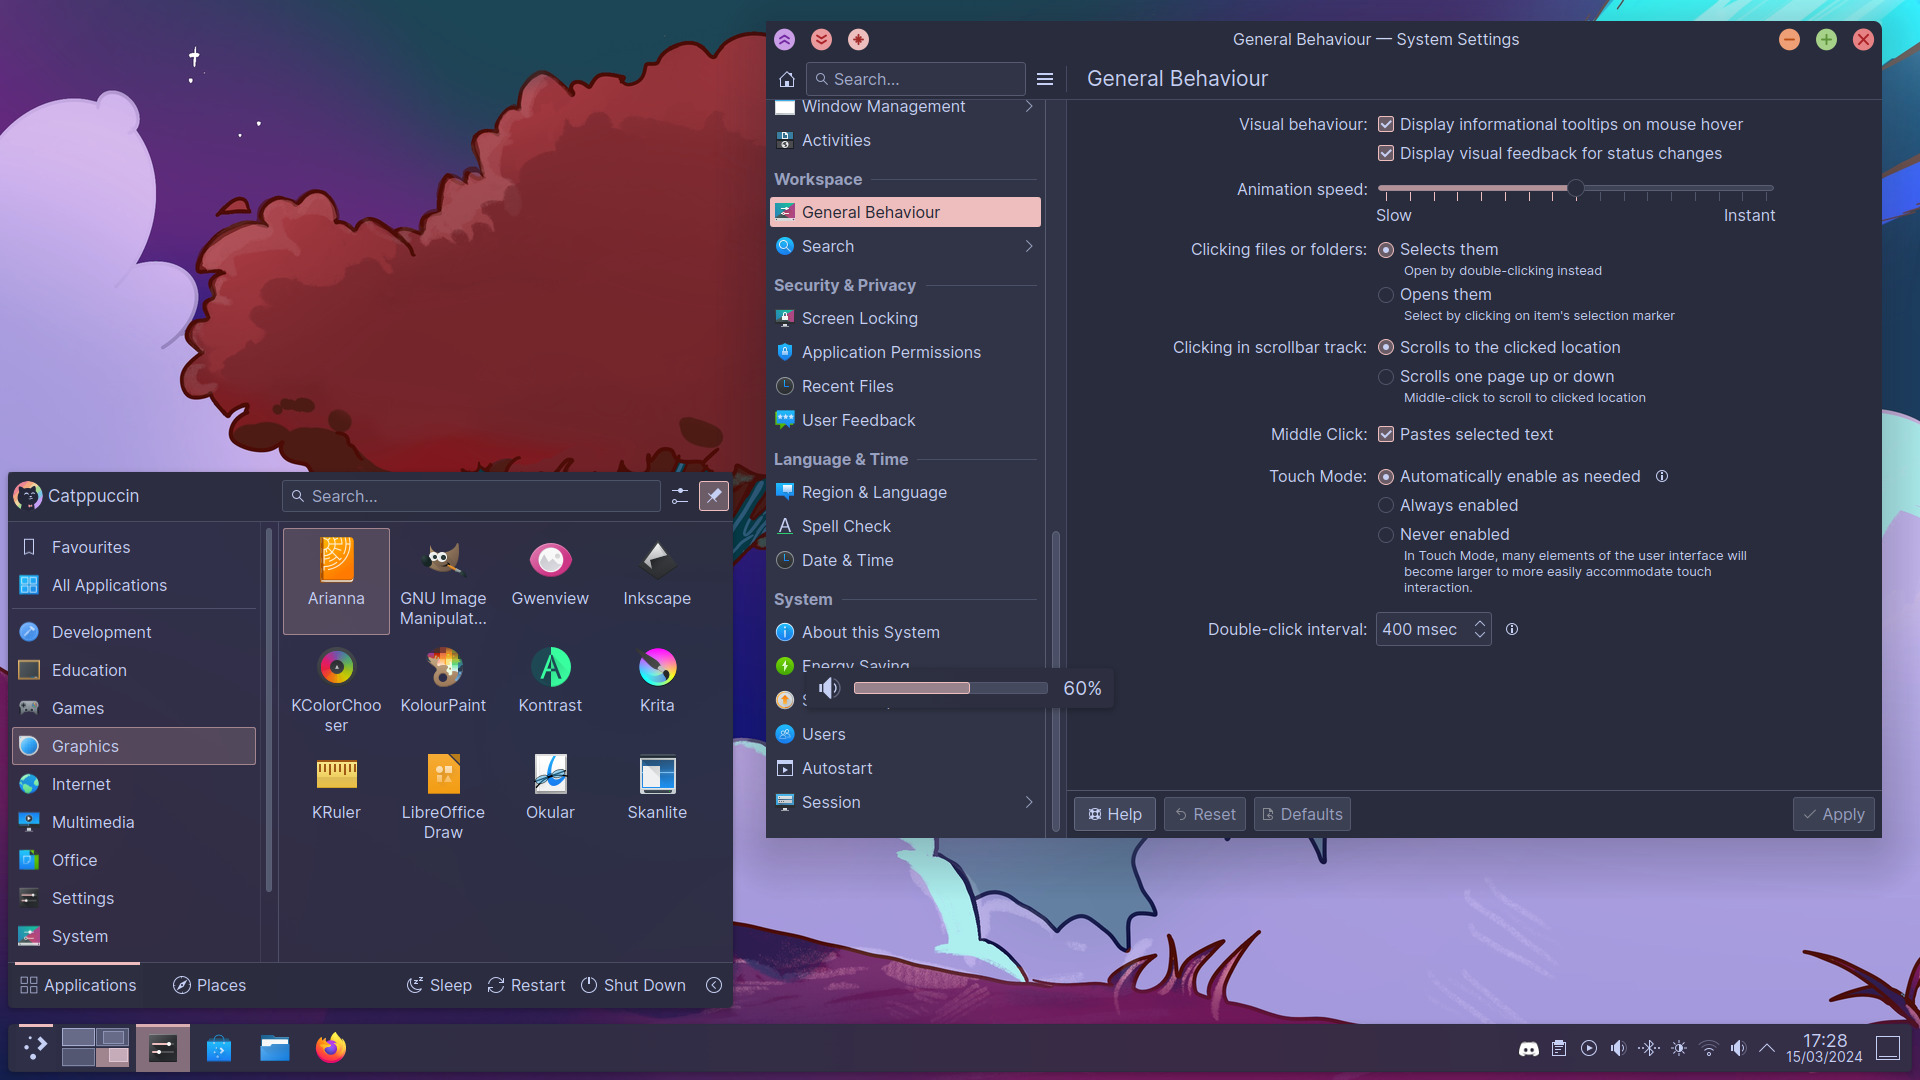 General Behaviour — System Settings
Search...
General Behaviour
Window Management
Activities
Workspace
General Behaviour
Search
Security & Privacy
Screen Locking
Application Permissions
Recent Files
User Feedback
Language & Time
Region & Language
Spell Check
Date & Time
System
About this System
Energy Saving
60%
Users
Autostart
Session
Visual behaviour:
Display informational tooltips on mouse hover
Display visual feedback for status changes
Animation speed:
Slow
Instant
Clicking files or folders:
Selects them
Open by double-clicking instead
Opens them
Select by clicking on item's selection marker
Clicking in scrollbar track:
Scrolls to the clicked location
Scrolls one page up or down
Middle-click to scroll to clicked location
Middle Click:
Pastes selected text
Touch Mode:
Automatically enable as needed
Always enabled
Never enabled
In Touch Mode, many elements of the user interface will
become larger to more easily accommodate touch
interaction.
Double-click interval:
400 msec
Help
Reset
Defaults
Apply
Catppuccin
Search...
Favourites
All Applications
Development
Education
Games
Graphics
Internet
Multimedia
Office
Settings
System
Arianna
GNU Image
Manipulat...
Gwenview
Inkscape
KColorChoo
ser
KolourPaint
Kontrast
Krita
KRuler
LibreOffice
Draw
Okular
Skanlite
Applications
Places
Sleep
Restart
Shut Down
17:28
15/03/2024